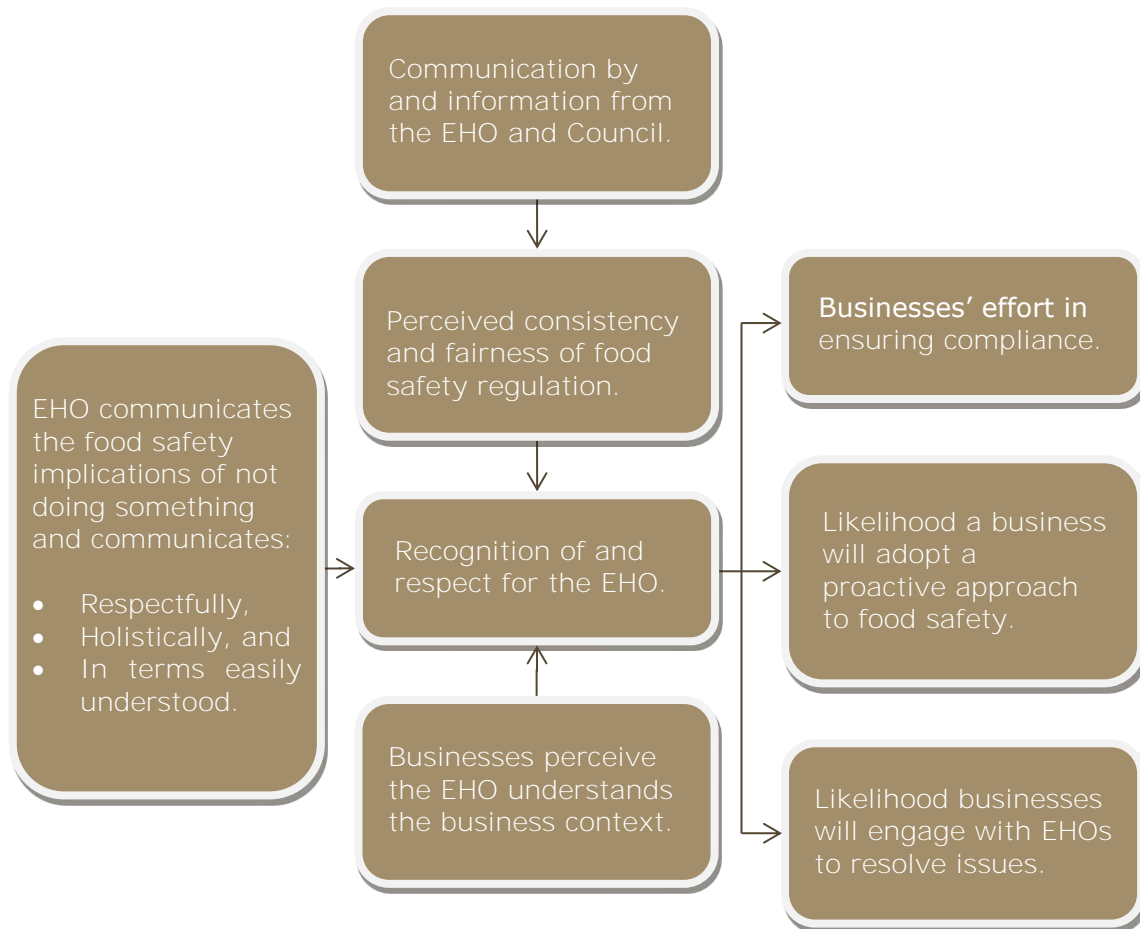 Communication by
and information from
the EHO and Council.
Perceived consistency
and fairness of food
safety regulation.
Businesses’ effort in
ensuring compliance.
EHO communicates
the food safety
implications of not
doing something
and communicates:
• Respectfully,
• Holistically, and
• In terms easily
understood.
Recognition of and
respect for the EHO.
Likelihood a business
will adopt a
proactive approach
to food safety.
Businesses perceive
the EHO understands
the business context.
Likelihood businesses
will engage with EHOs
to resolve issues.